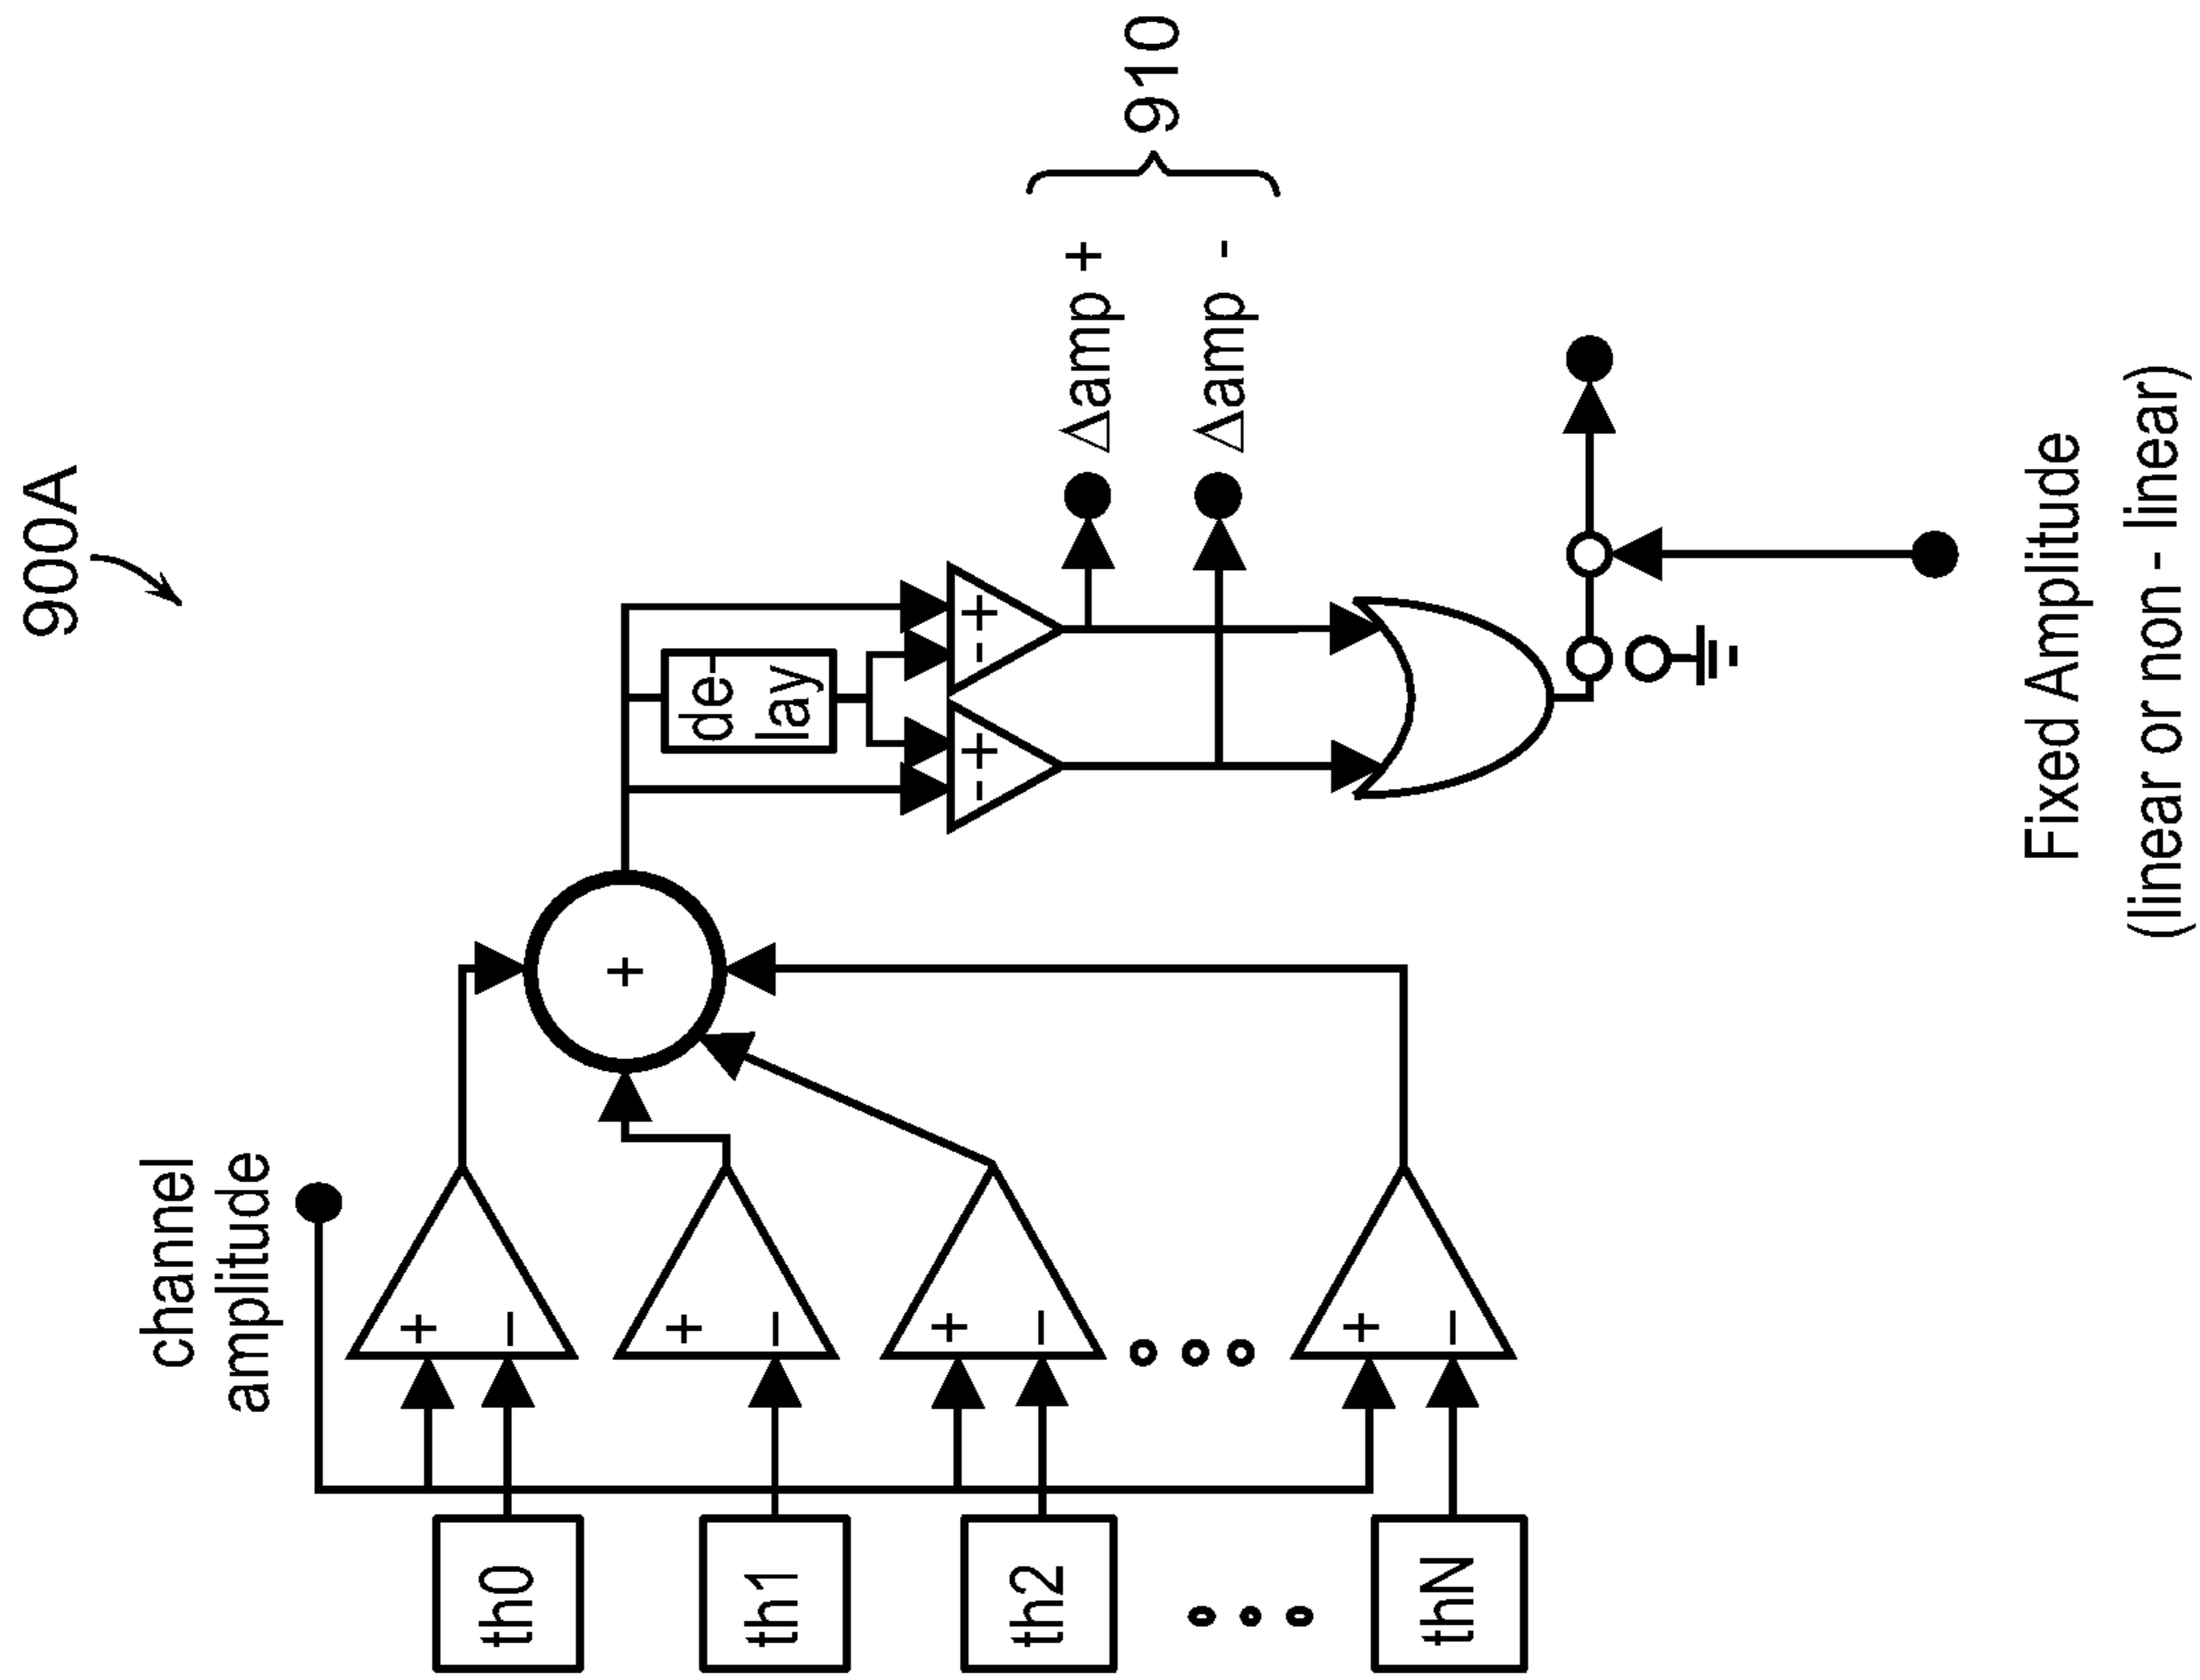 900A
channel
amplitude
+
−
+
−
+
−
+
−
th0
th1
th2
thN
+
de-
lay
-+
-+
Δamp +
Δamp -
910
Fixed Amplitude
(linear or non - linear)